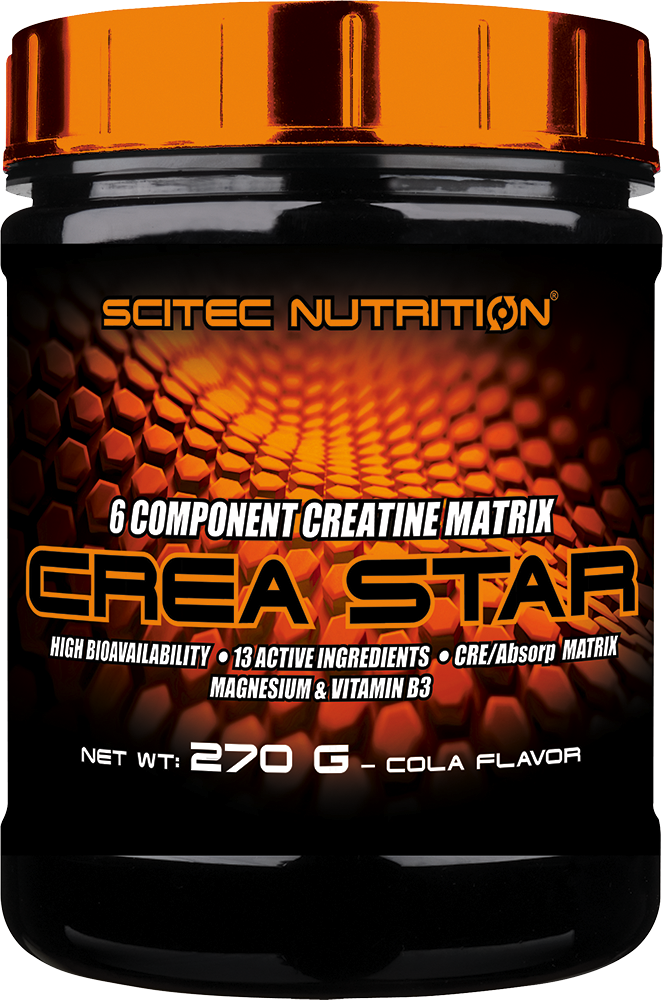 SCITEC NUTRITION®
6 COMPONENT CREATINE MATRIX
CREA STAR
HIGH BIOAVAILABILITY • 13 ACTIVE INGREDIENTS • CRE/Absorp MATRIX
MAGNESIUM & VITAMIN B3
NET WT: 270 G – COLA FLAVOR